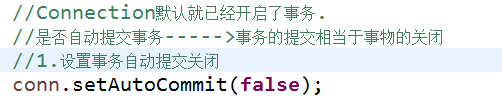 //Connection默认就已经开启了事务.
//是否自动提交事务----->事务的提交相当于事物的关闭
//1.设置事务自动提交关闭
conn.setAutoCommit(false);